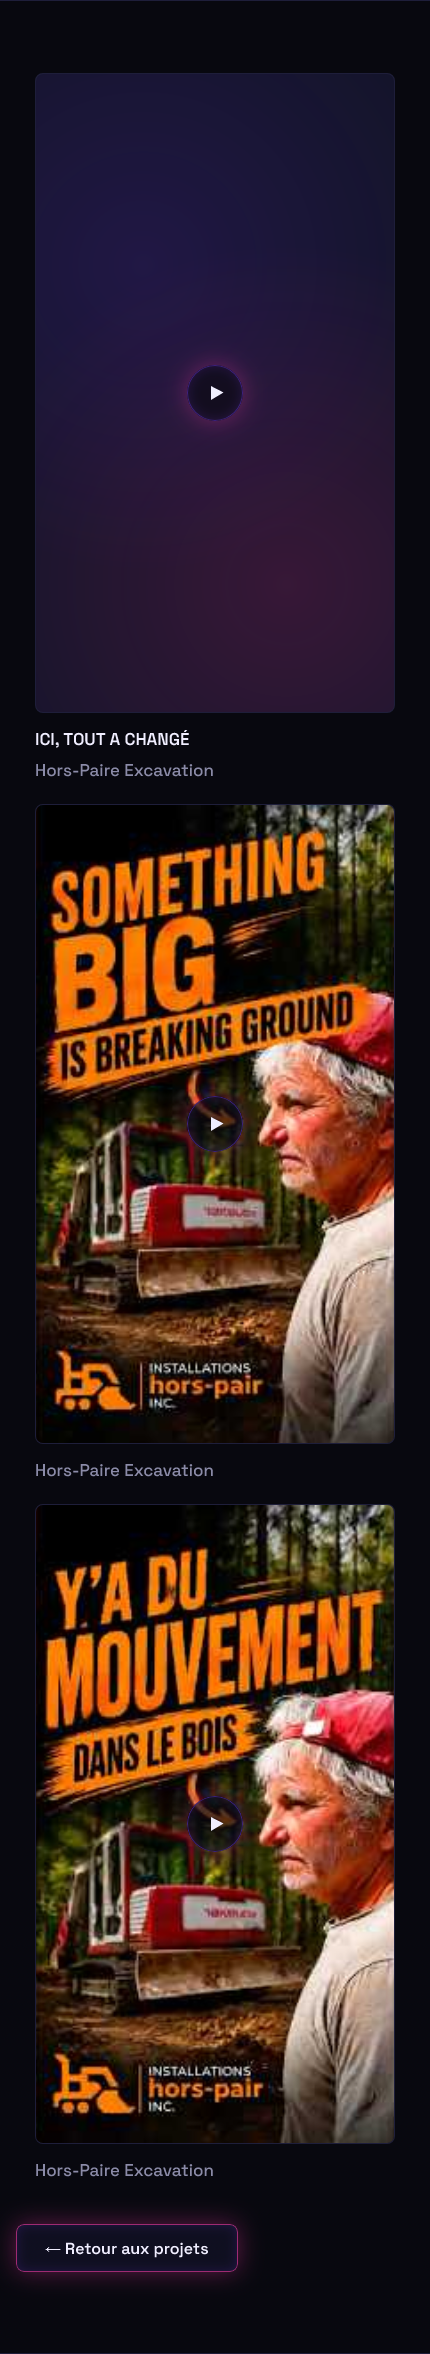 ICI, TOUT A CHANGÉ
Hors-Paire Excavation
SOMETHING
BIG
IS BREAKING GROUND
INSTALLATIONS
hors-pair
INC.
Hors-Paire Excavation
Y'A DU
MOUVEMENT
DANS LE BOIS
INSTALLATIONS
hors-pair
INC.
Hors-Paire Excavation
← Retour aux projets